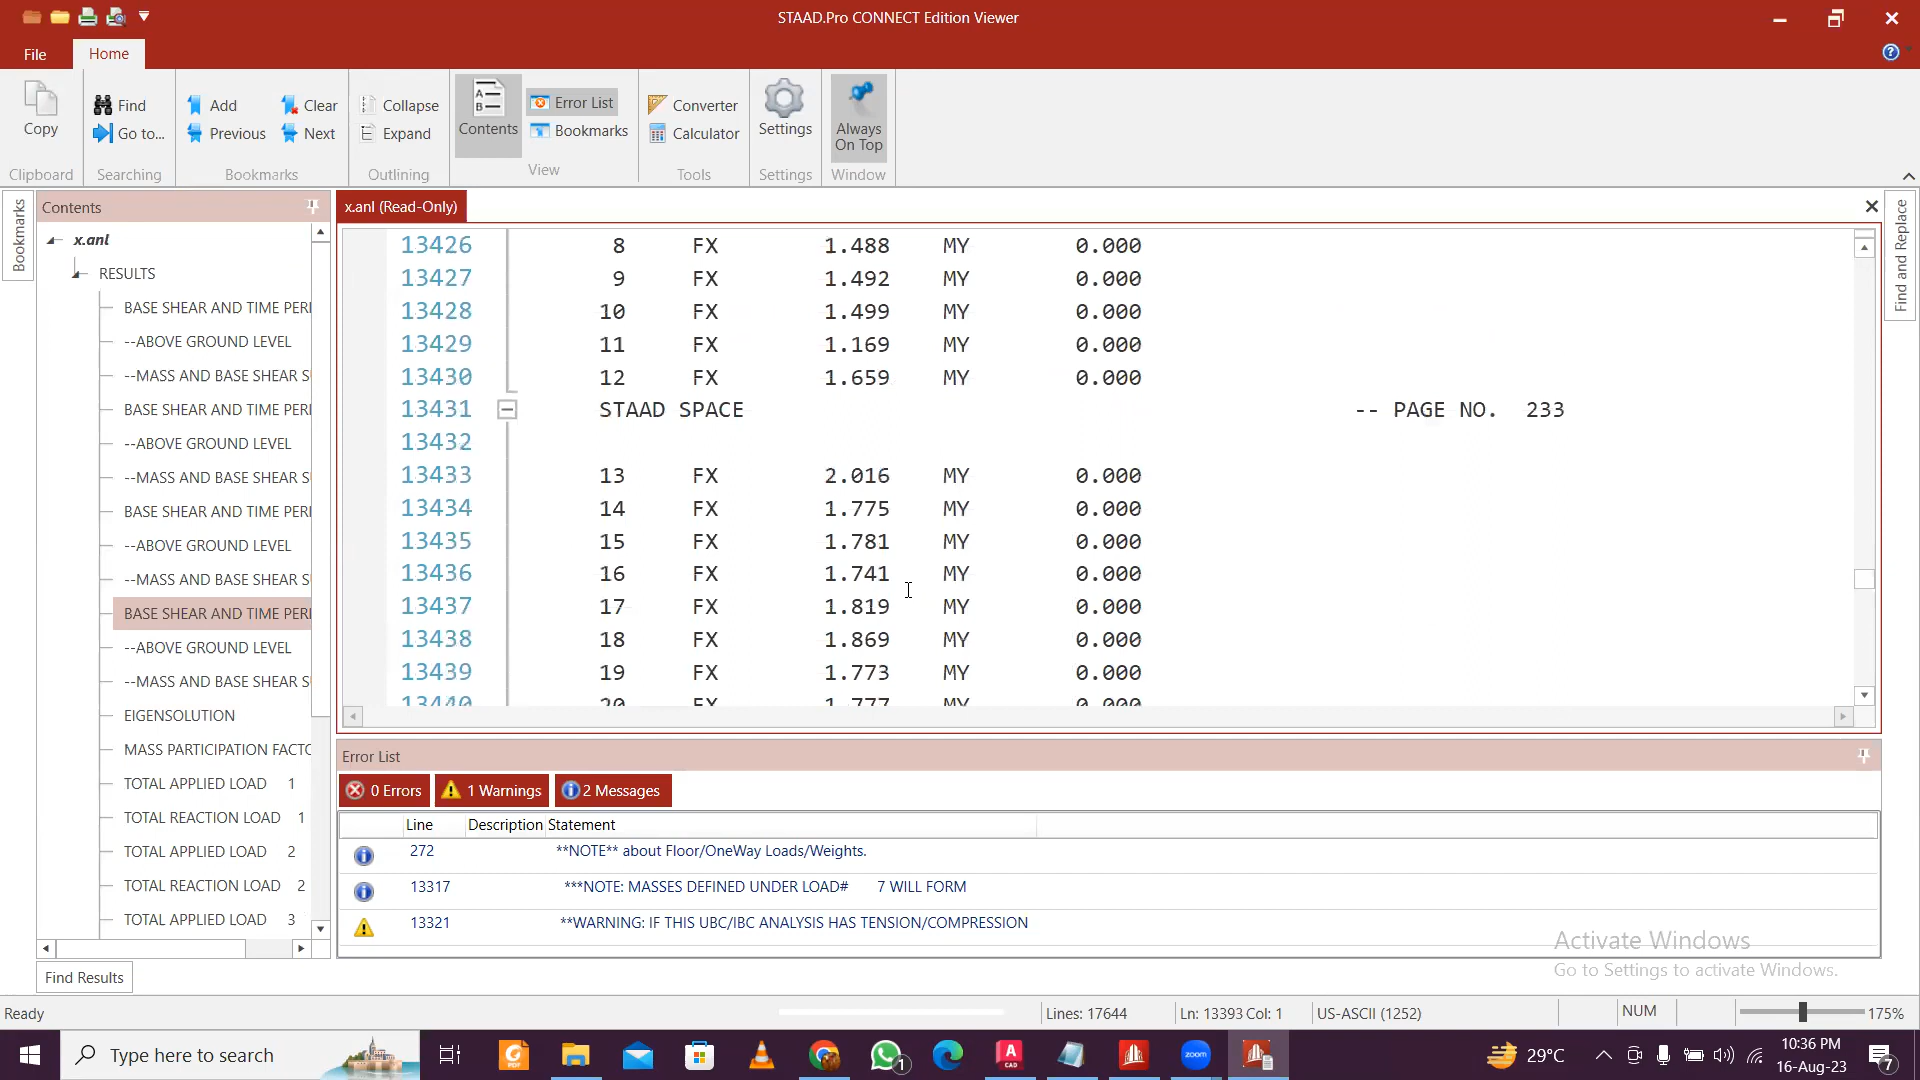 STAAD.Pro CONNECT Edition Viewer
File Home
Copy
Clipboard
Find
Go to...
Searching
Add Clear
Previous Next
Bookmarks
Collapse
Expand
Outlining
Contents
Error List
Bookmarks
View
Converter
Calculator
Tools
Settings
Settings
Always
On Top
Window
Bookmarks
Contents
x.anl
RESULTS
BASE SHEAR AND TIME PERI
--ABOVE GROUND LEVEL
--MASS AND BASE SHEAR S
BASE SHEAR AND TIME PERI
--ABOVE GROUND LEVEL
--MASS AND BASE SHEAR S
BASE SHEAR AND TIME PERI
--ABOVE GROUND LEVEL
--MASS AND BASE SHEAR S
BASE SHEAR AND TIME PERI
--ABOVE GROUND LEVEL
--MASS AND BASE SHEAR S
EIGENSOLUTION
MASS PARTICIPATION FACTO
TOTAL APPLIED LOAD 1
TOTAL REACTION LOAD 1
TOTAL APPLIED LOAD 2
TOTAL REACTION LOAD 2
TOTAL APPLIED LOAD 3
Find Results
x.anl (Read-Only)
Find and Replace
13426 8 FX 1.488 MY 0.000
13427 9 FX 1.492 MY 0.000
13428 10 FX 1.499 MY 0.000
13429 11 FX 1.169 MY 0.000
13430 12 FX 1.659 MY 0.000
13431 STAAD SPACE -- PAGE NO. 233
13432
13433 13 FX 2.016 MY 0.000
13434 14 FX 1.775 MY 0.000
13435 15 FX 1.781 MY 0.000
13436 16 FX 1.741 MY 0.000
13437 17 FX 1.819 MY 0.000
13438 18 FX 1.869 MY 0.000
13439 19 FX 1.773 MY 0.000
13440 20 FX 1.777 MY 0.000
Error List
0 Errors 1 Warnings 2 Messages
Line Description Statement
272 **NOTE** about Floor/OneWay Loads/Weights.
13317 ***NOTE: MASSES DEFINED UNDER LOAD# 7 WILL FORM
13321 **WARNING: IF THIS UBC/IBC ANALYSIS HAS TENSION/COMPRESSION
Activate Windows
Go to Settings to activate Windows.
Ready Lines: 17644 Ln: 13393 Col: 1 US-ASCII (1252) NUM 175%
Type here to search
PDF
A
CAD
zoom
1
29°C
10:36 PM
16-Aug-23
7